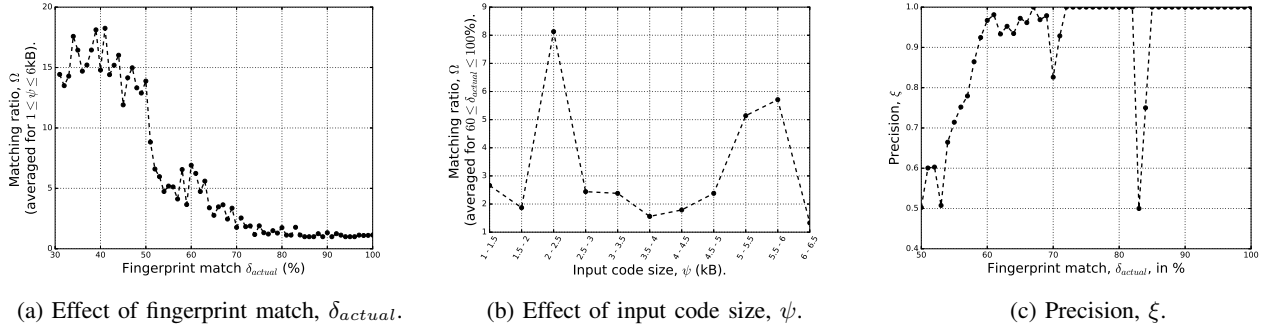 Matching ratio, Ω
(averaged for 1 ≤ ψ ≤ 6kB).
20
15
10
5
0
30 40 50 60 70 80 90 100
Fingerprint match δactual (%)
(a) Effect of fingerprint match, δactual.
Matching ratio, Ω
(averaged for 60 ≤ δactual ≤ 100%).
9
8
7
6
5
4
3
2
1
1 - 1.5 1.5 - 2 2 - 2.5 2.5 - 3 3 - 3.5 3.5 - 4 4 - 4.5 4.5 - 5 5 - 5.5 5.5 - 6 6 - 6.5
Input code size, ψ (kB).
(b) Effect of input code size, ψ.
Precision, ξ
1.0
0.9
0.8
0.7
0.6
0.5
0.4
50 60 70 80 90 100
Fingerprint match, δactual, in %
(c) Precision, ξ.